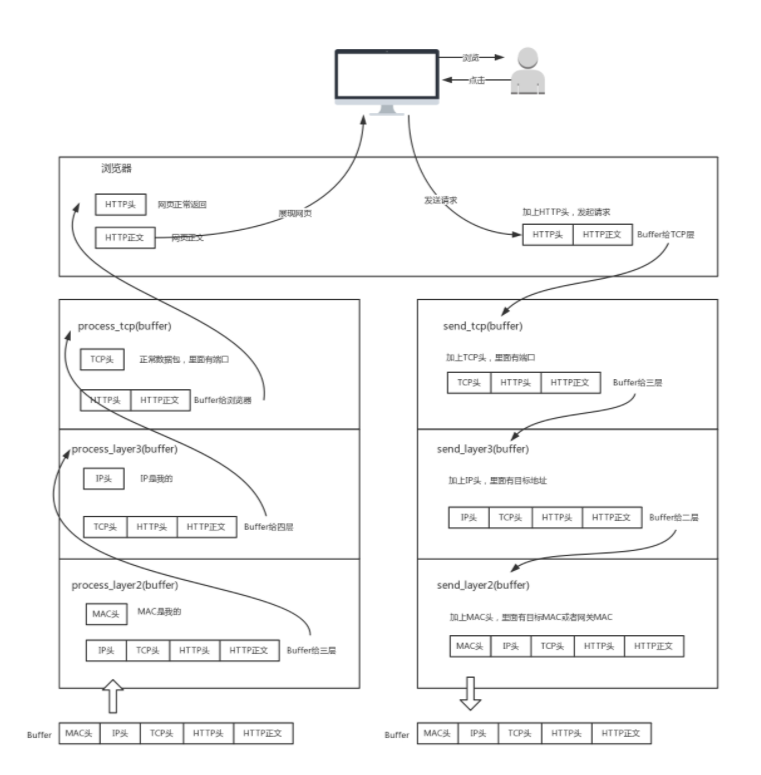 浏览
点击
浏览器
HTTP头 网页正常返回
HTTP正文 网页正文
展现网页
发送请求
加上HTTP头，发起请求
HTTP头 HTTP正文 Buffer给TCP层
process_tcp(buffer)
TCP头 正常数据包，里面有端口
HTTP头 HTTP正文 Buffer给浏览器
process_layer3(buffer)
IP头 IP是我的
TCP头 HTTP头 HTTP正文 Buffer给四层
process_layer2(buffer)
MAC头 MAC是我的
IP头 TCP头 HTTP头 HTTP正文 Buffer给三层
Buffer MAC头 IP头 TCP头 HTTP头 HTTP正文
send_tcp(buffer)
加上TCP头，里面有端口
TCP头 HTTP头 HTTP正文 Buffer给三层
send_layer3(buffer)
加上IP头，里面有目标地址
IP头 TCP头 HTTP头 HTTP正文 Buffer给二层
send_layer2(buffer)
加上MAC头，里面有目标MAC或者网关MAC
MAC头 IP头 TCP头 HTTP头 HTTP正文
Buffer MAC头 IP头 TCP头 HTTP头 HTTP正文